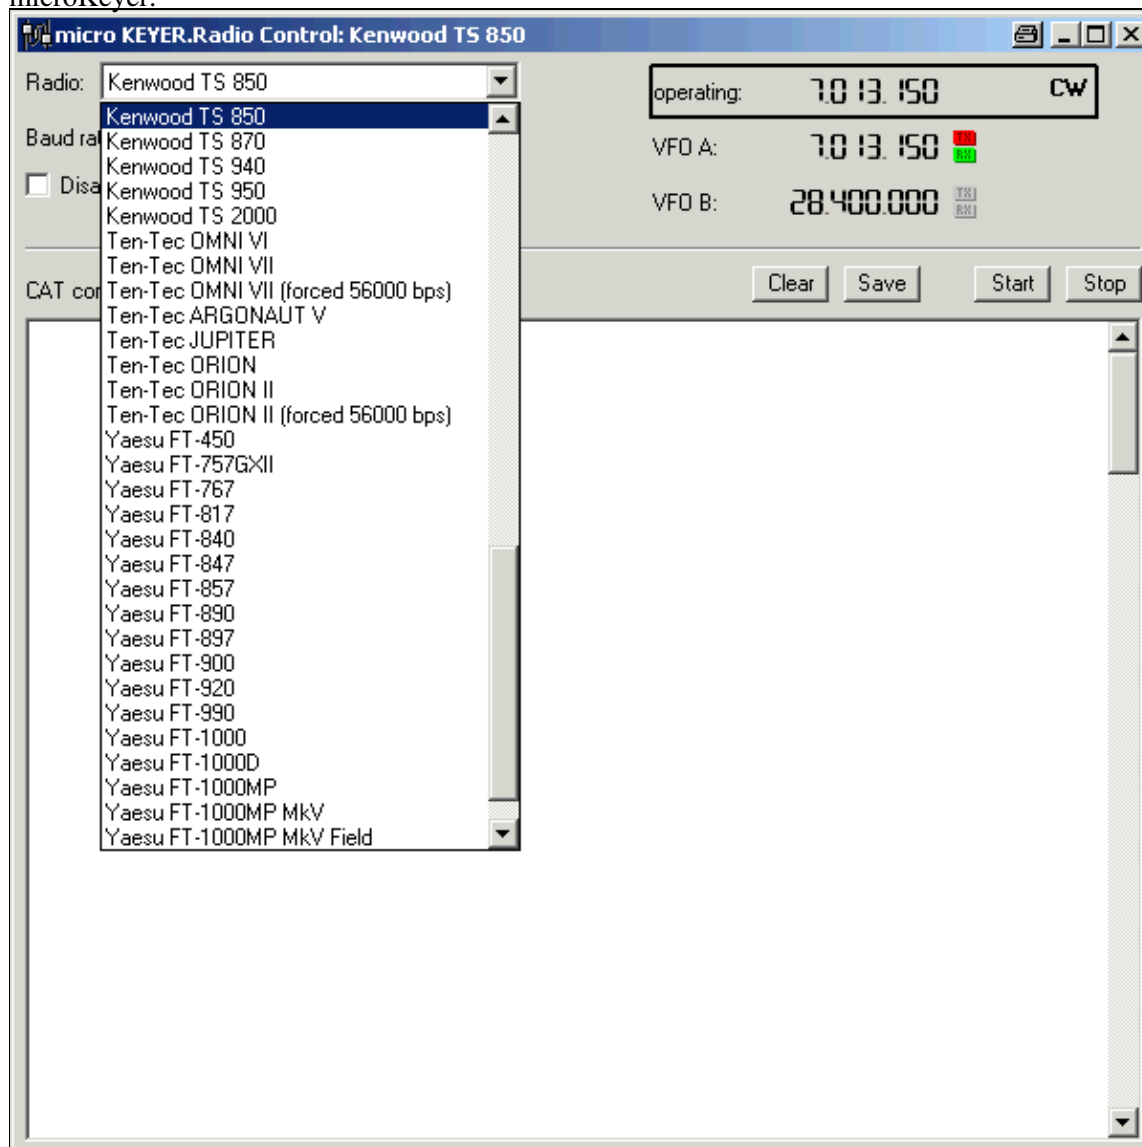 microKeyer.
micro KEYER.Radio Control: Kenwood TS 850
Radio: Kenwood TS 850
operating: 7.013.150 CW
Kenwood TS 850
Baud ra
Kenwood TS 870
VFO A: 7.013.150 TX RX
Kenwood TS 940
Disa
Kenwood TS 950
VFO B: 28.400.000 TX RX
Kenwood TS 2000
Ten-Tec OMNI VI
Ten-Tec OMNI VII
CAT cor
Clear Save Start Stop
Ten-Tec OMNI VII (forced 56000 bps)
Ten-Tec ARGONAUT V
Ten-Tec JUPITER
Ten-Tec ORION
Ten-Tec ORION II
Ten-Tec ORION II (forced 56000 bps)
Yaesu FT-450
Yaesu FT-757GXII
Yaesu FT-767
Yaesu FT-817
Yaesu FT-840
Yaesu FT-847
Yaesu FT-857
Yaesu FT-890
Yaesu FT-897
Yaesu FT-900
Yaesu FT-920
Yaesu FT-990
Yaesu FT-1000
Yaesu FT-1000D
Yaesu FT-1000MP
Yaesu FT-1000MP MkV
Yaesu FT-1000MP MkV Field